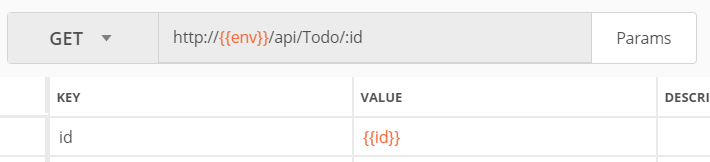 GET http://{{env}}/api/Todo/:id Params
KEY VALUE DESCRI
id {{id}}